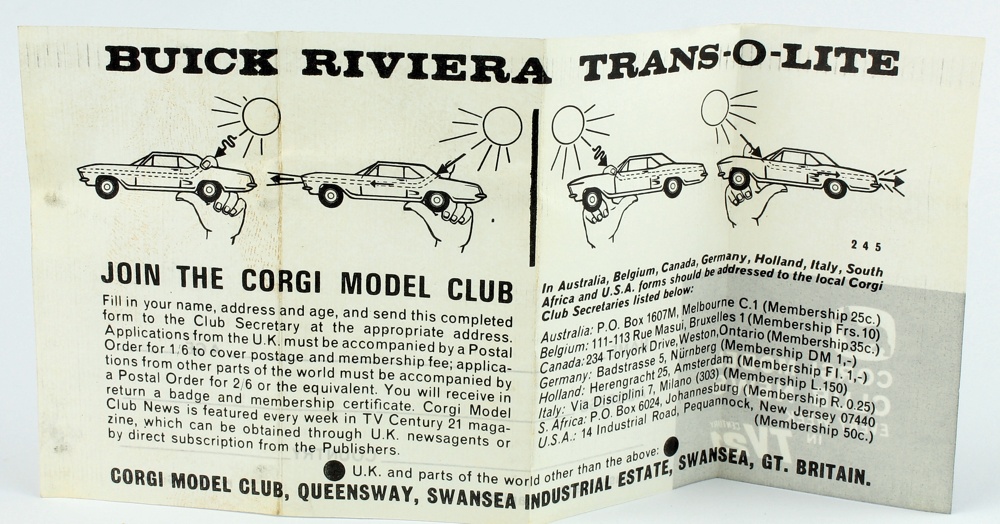 BUICK RIVIERA TRANS-O-LITE
245
JOIN THE CORGI MODEL CLUB
Fill in your name, address and age, and send this completed
form to the Club Secretary at the appropriate address.
Applications from the U.K. must be accompanied by a Postal
Order for 1/6 to cover postage and membership fee; applica-
tions from other parts of the world must be accompanied by
a Postal Order for 2/6 or the equivalent. You will receive in
return a badge and membership certificate. Corgi Model
Club News is featured every week in TV Century 21 maga-
zine, which can be obtained through U.K. newsagents or
by direct subscription from the Publishers.
In Australia, Belgium, Canada, Germany, Holland, Italy, South
Africa and U.S.A. forms should be addressed to the local Corgi
Club Secretaries listed below:
Australia: P.O. Box 1607M, Melbourne C.1 (Membership 25c.)
Belgium: 111-113 Rue Masui, Bruxelles 1 (Membership Frs. 10)
Canada: 234 Toryork Drive, Weston, Ontario (Membership 35c.)
Germany: Badstrasse 5, Nürnberg (Membership DM 1,-)
Holland: Herengracht 25, Amsterdam (Membership Fl. 1,-)
Italy: Via Disciplini 7, Milano (303) (Membership L. 150)
S. Africa: P.O. Box 6024, Johannesburg (Membership R. 0.25)
U.S.A.: 14 Industrial Road, Pequannock, New Jersey 07440
(Membership 50c.)
U.K. and parts of the world other than the above:
CORGI MODEL CLUB, QUEENSWAY, SWANSEA INDUSTRIAL ESTATE, SWANSEA, GT. BRITAIN.